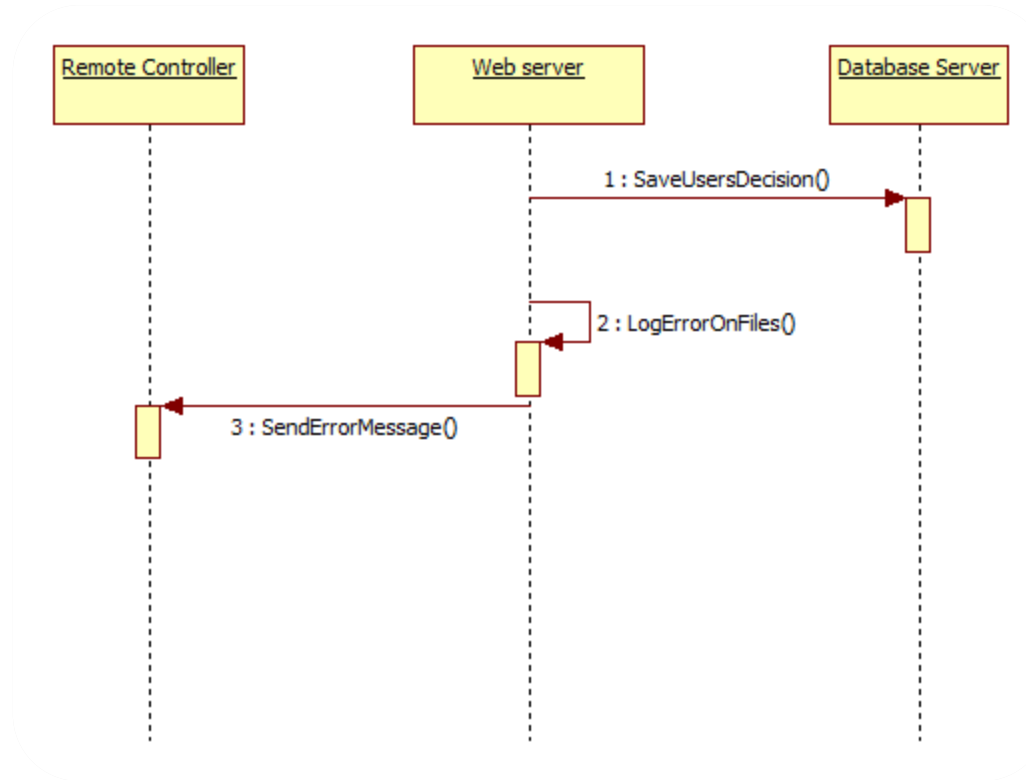 Remote Controller
Web server
Database Server
1 : SaveUsersDecision()
2 : LogErrorOnFiles()
3 : SendErrorMessage()